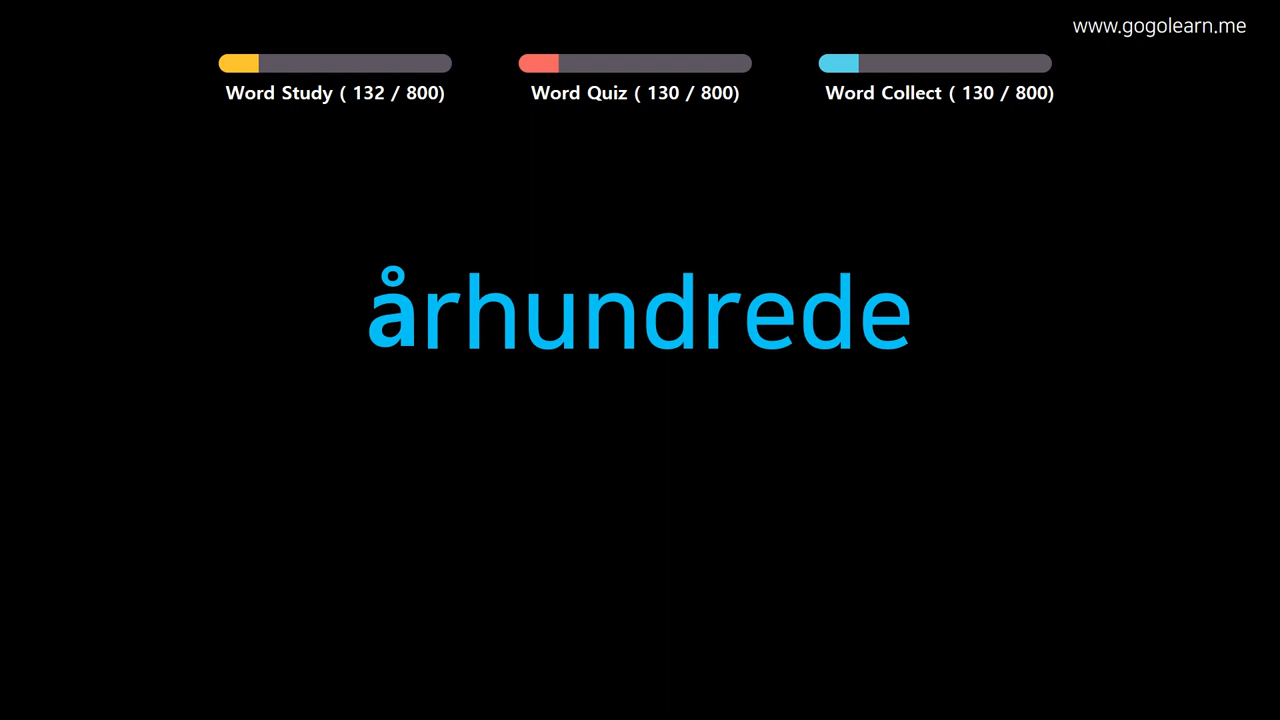 www.gogolearn.me
Word Study ( 132 / 800)
Word Quiz ( 130 / 800)
Word Collect ( 130 / 800)
århundrede